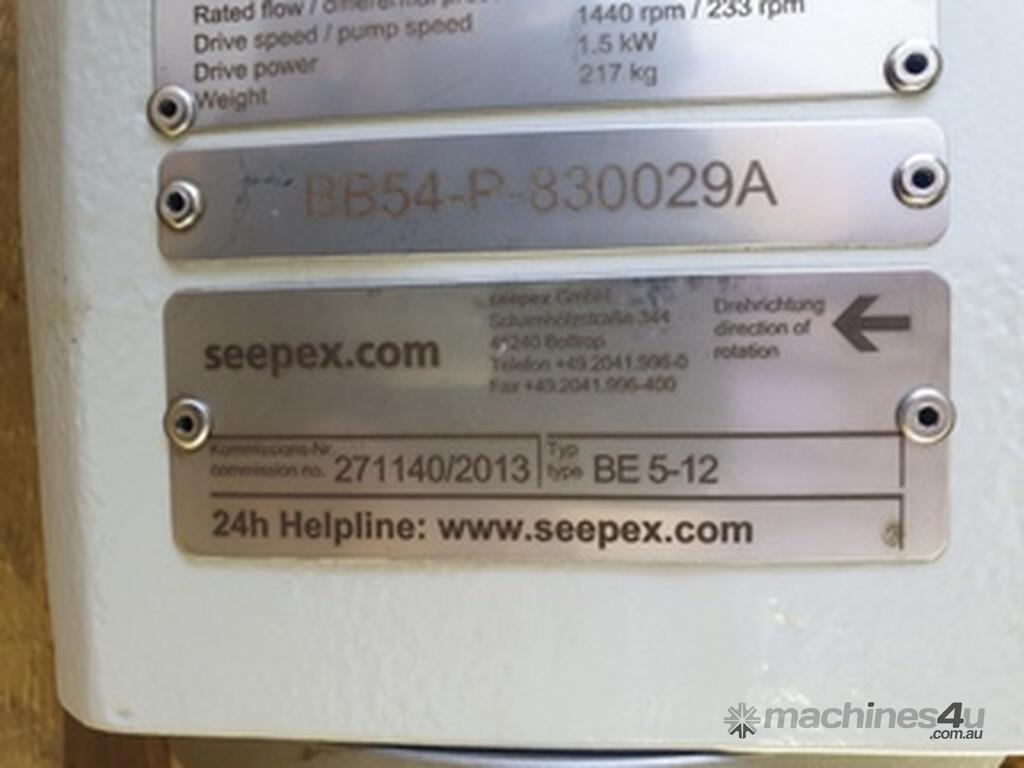 Rated flow / differential
Drive speed / pump speed 1440 rpm / 233 rpm
Drive power 1.5 kW
Weight 217 kg
BB54-P-830029A
seepex.com
seepex GmbH
Scharnhölzstraße 344
46240 Bottrop
Telefon +49.2041.996-0
Fax +49.2041.996-400
Drehrichtung
direction of
rotation
Kommissions-Nr.
commission no. 271140/2013
Typ
type BE 5-12
24h Helpline: www.seepex.com
machines4u
.com.au